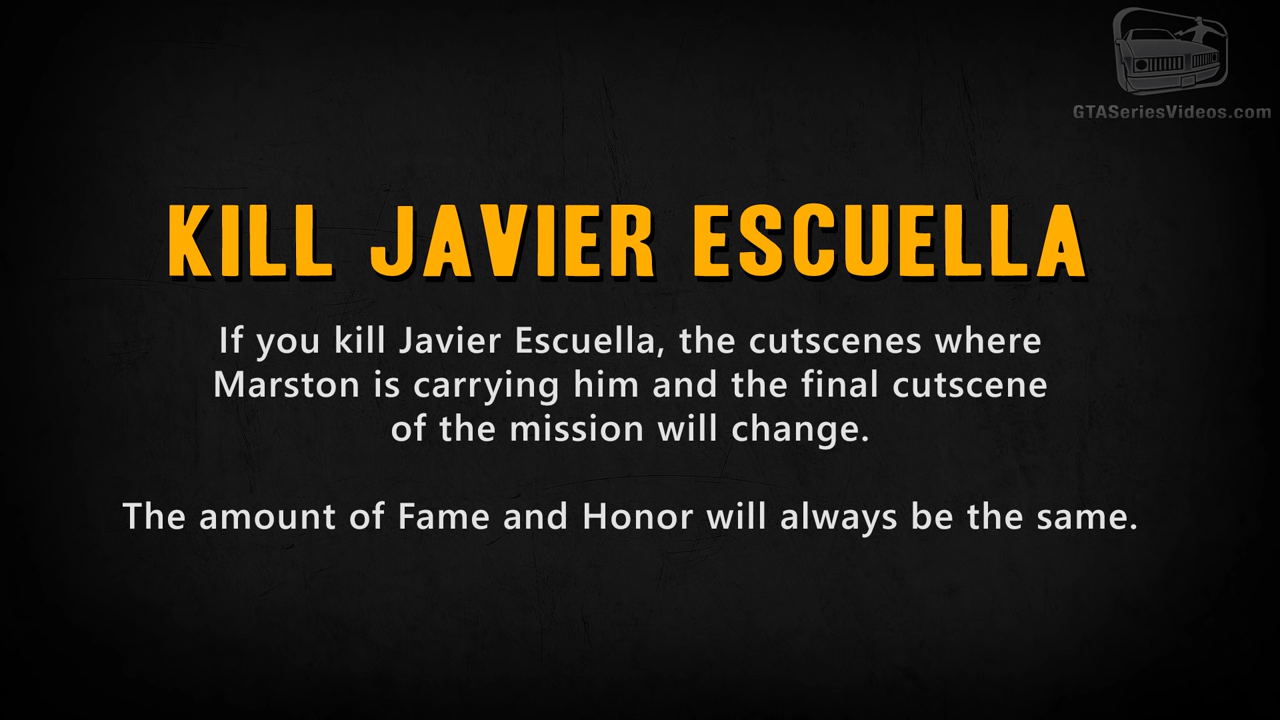 GTASeriesVideos.com
KILL JAVIER ESCUELLA
If you kill Javier Escuella, the cutscenes where
Marston is carrying him and the final cutscene
of the mission will change.
The amount of Fame and Honor will always be the same.